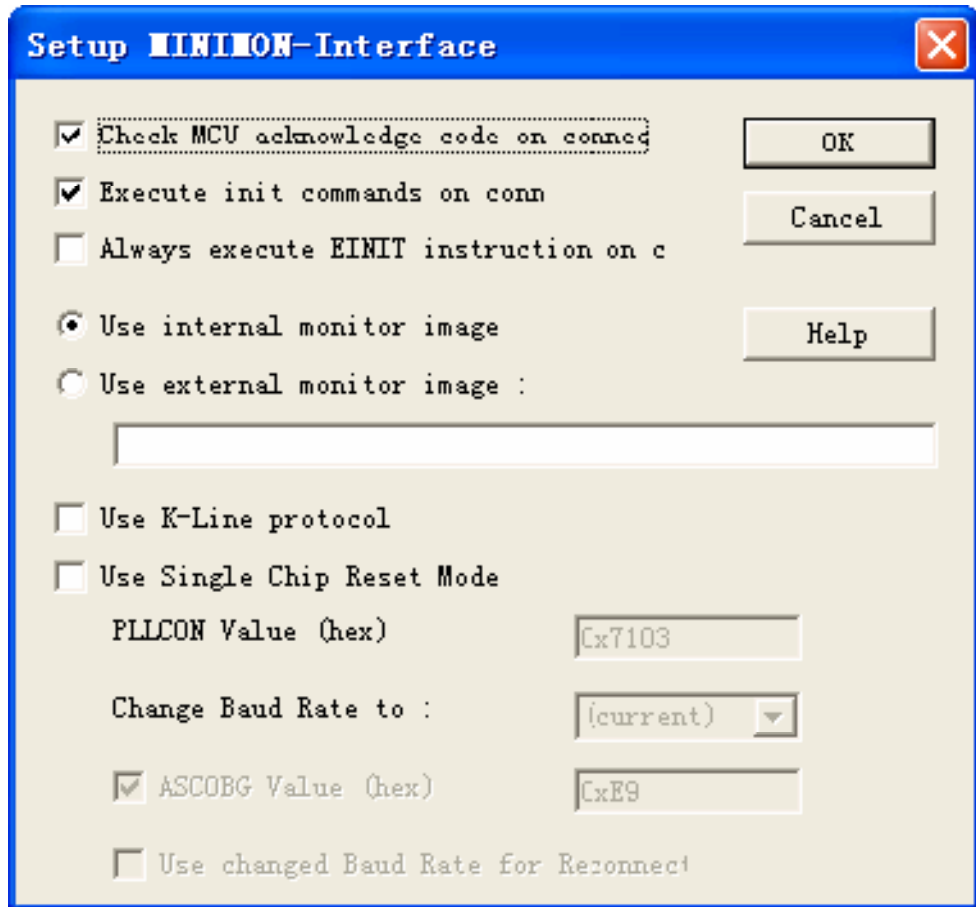 Setup MINIMON-Interface
Check MCU acknowledge code on connec
OK
Execute init commands on conn
Cancel
Always execute EINIT instruction on c
Use internal monitor image
Help
Use external monitor image :
Use K-Line protocol
Use Single Chip Reset Mode
PLLCON Value (hex)
0x7103
Change Baud Rate to :
(current)
ASC0BG Value (hex)
0xE9
Use changed Baud Rate for Reconnect